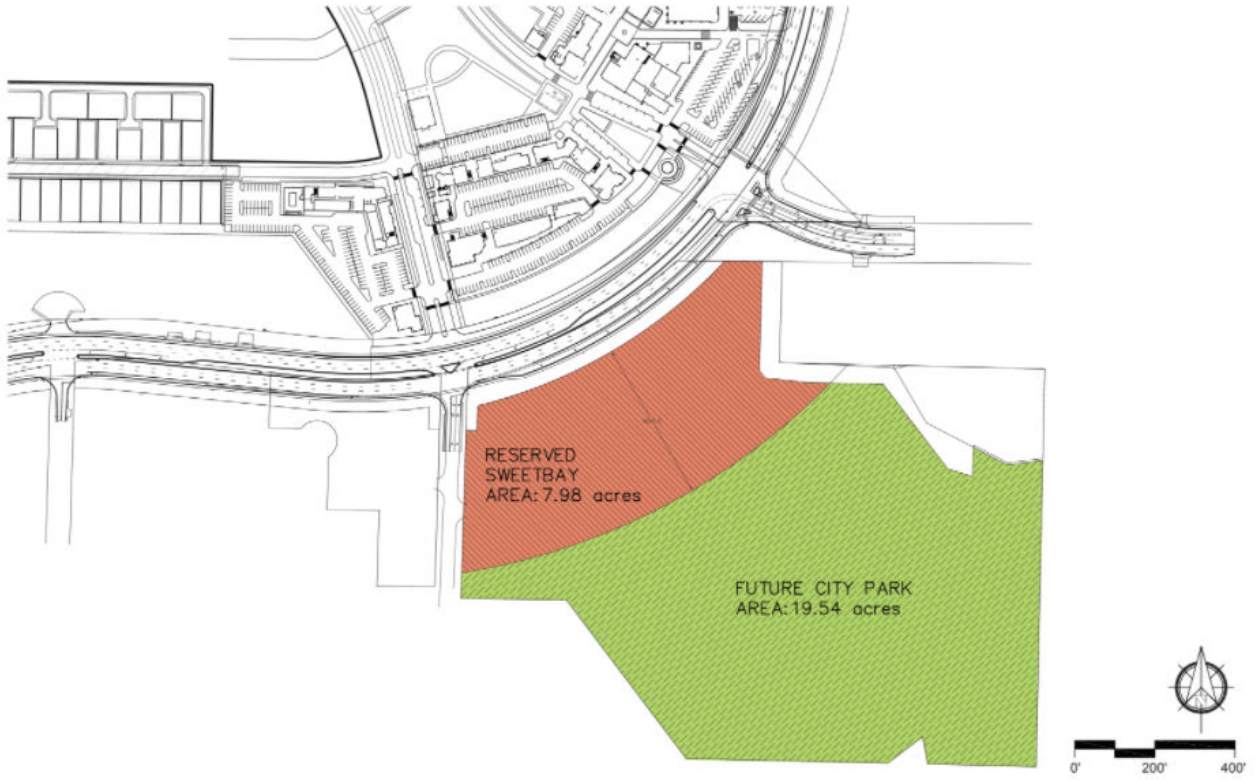 RESERVED
SWEETBAY
AREA: 7.98 acres
FUTURE CITY PARK
AREA: 19.54 acres
N
0' 200' 400'